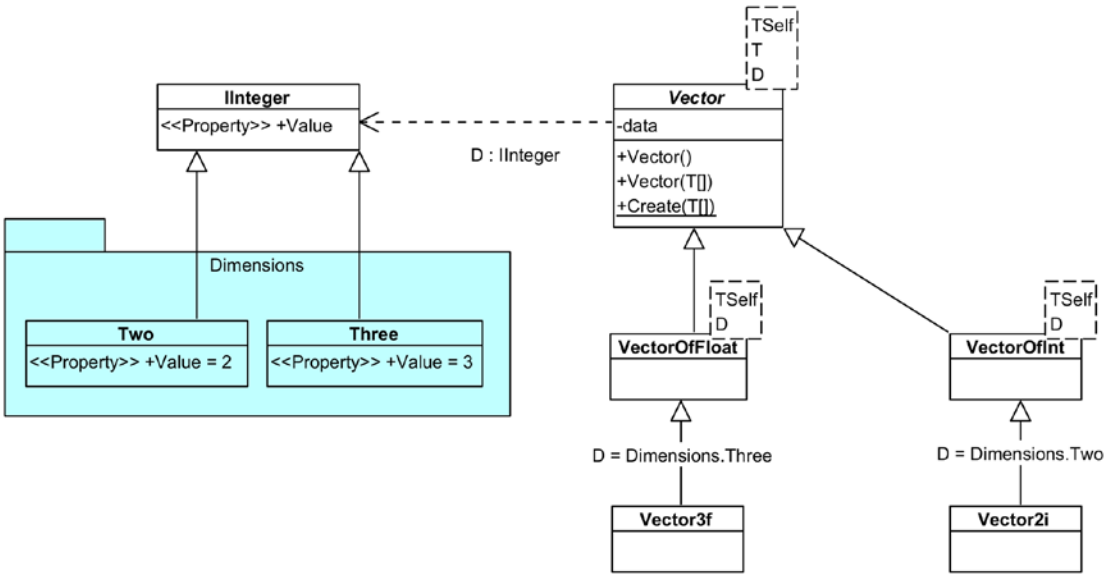 TSelf
T
D
IInteger
<<Property>> +Value
Vector
-data
+Vector()
+Vector(T[])
+Create(T[])
D : IInteger
Dimensions
Two
<<Property>> +Value = 2
Three
<<Property>> +Value = 3
TSelf
D
VectorOfFloat
TSelf
D
VectorOfInt
D = Dimensions.Three
D = Dimensions.Two
Vector3f
Vector2i